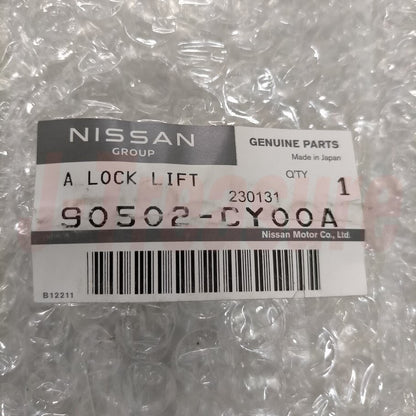 NISSAN
GROUP
GENUINE PARTS
Made in Japan
A LOCK LIFT
QTY
1
230131
90502-CY00A
Nissan Motor Co., Ltd.
B12211